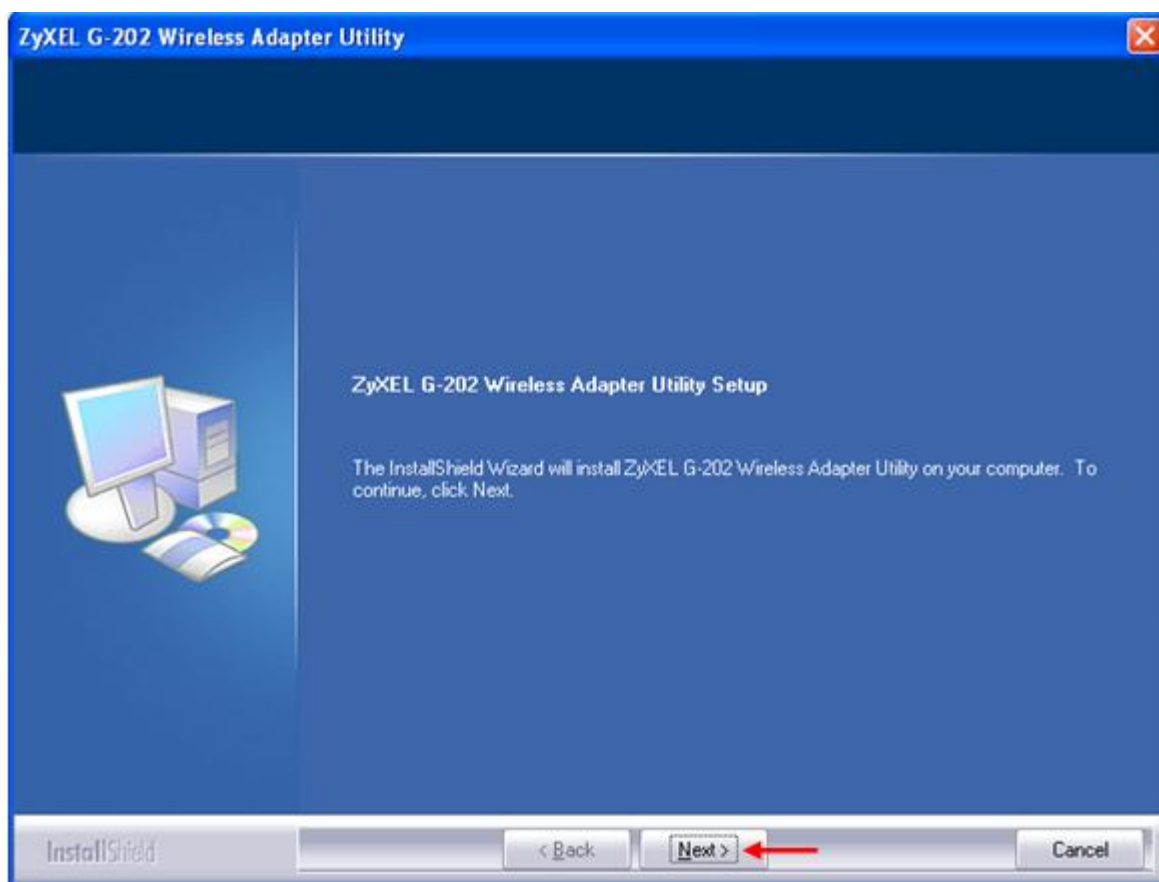 ZyXEL G-202 Wireless Adapter Utility
ZyXEL G-202 Wireless Adapter Utility Setup
The InstallShield Wizard will install ZyXEL G-202 Wireless Adapter Utility on your computer. To
continue, click Next.
InstallShield
< Back
Next >
Cancel